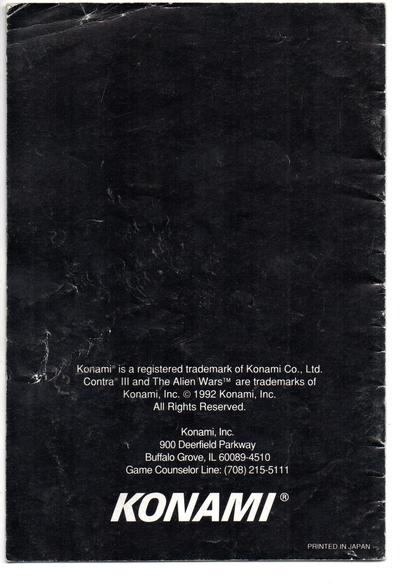 Konami® is a registered trademark of Konami Co., Ltd.
Contra® III and The Alien Wars™ are trademarks of
Konami, Inc. © 1992 Konami, Inc.
All Rights Reserved.
Konami, Inc.
900 Deerfield Parkway
Buffalo Grove, IL 60089-4510
Game Counselor Line: (708) 215-5111
KONAMI®
PRINTED IN JAPAN